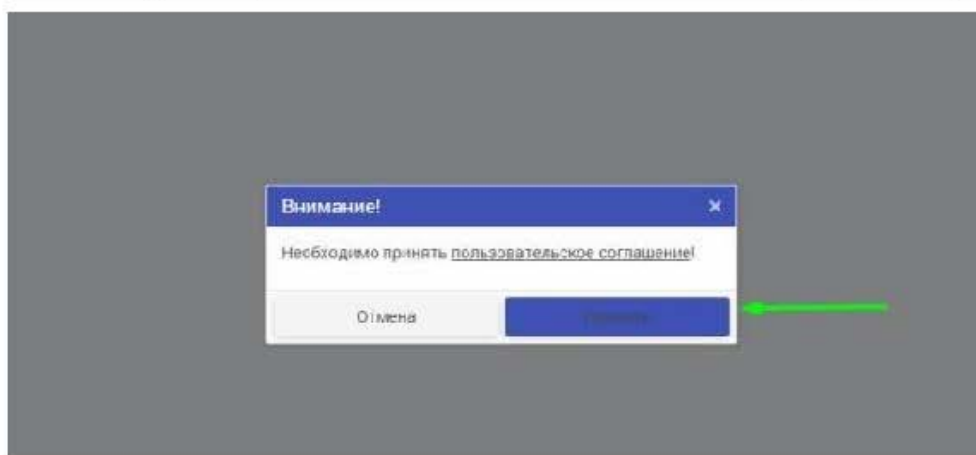 Внимание!
Необходимо принять пользовательское соглашение!
Отмена